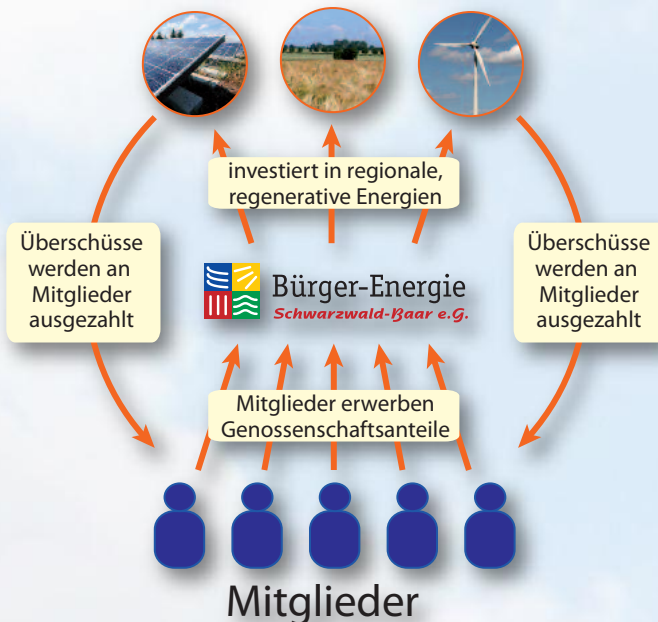 investiert in regionale,
regenerative Energien
Überschüsse
werden an
Mitglieder
ausgezahlt
Überschüsse
werden an
Mitglieder
ausgezahlt
Bürger-Energie
Schwarzwald-Baar e.G.
Mitglieder erwerben
Genossenschaftsanteile
Mitglieder